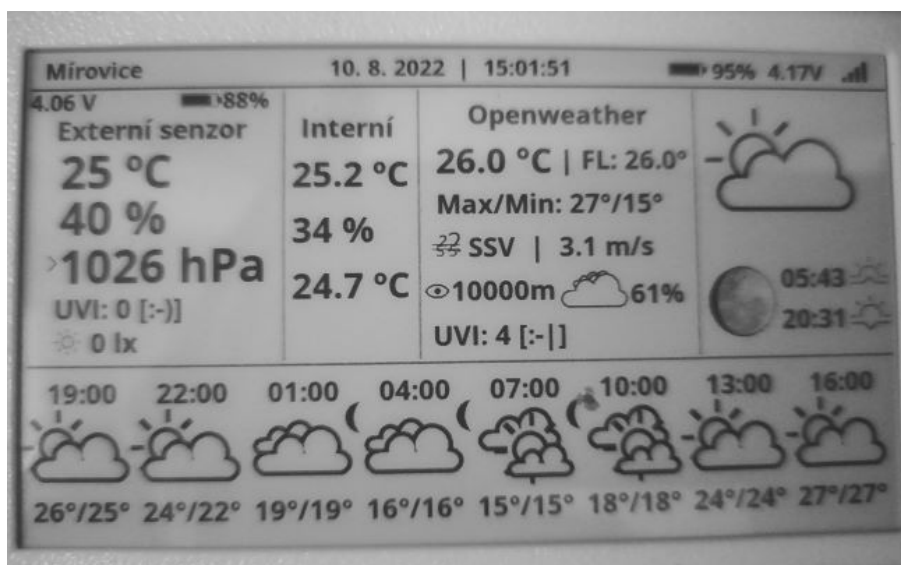 Mírovice 10. 8. 2022 | 15:01:51 95% 4.17V
4.06 V 88%
Externí senzor
25 °C
40 %
1026 hPa
UVI: 0 [:-)]
0 lx
Interní
25.2 °C
34 %
24.7 °C
Openweather
26.0 °C | FL: 26.0°
Max/Min: 27°/15°
SSV | 3.1 m/s
10000m 61%
UVI: 4 [:-|]
05:43
20:31
19:00 22:00 01:00 04:00 07:00 10:00 13:00 16:00
26°/25° 24°/22° 19°/19° 16°/16° 15°/15° 18°/18° 24°/24° 27°/27°